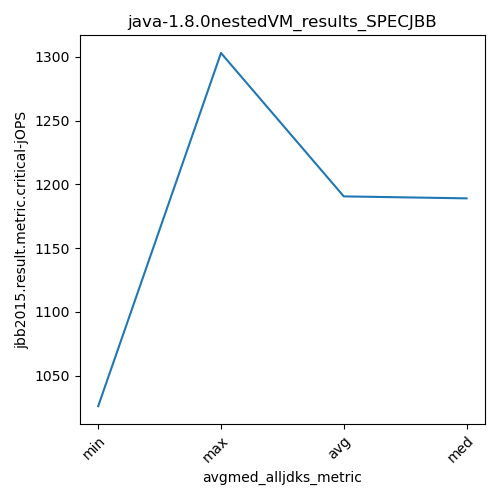 java-1.8.0nestedVM_results_SPECJBB
jbb2015.result.metric.critical-jOPS
1300
1250
1200
1150
1100
1050
min
max
avg
med
avgmed_alljdks_metric